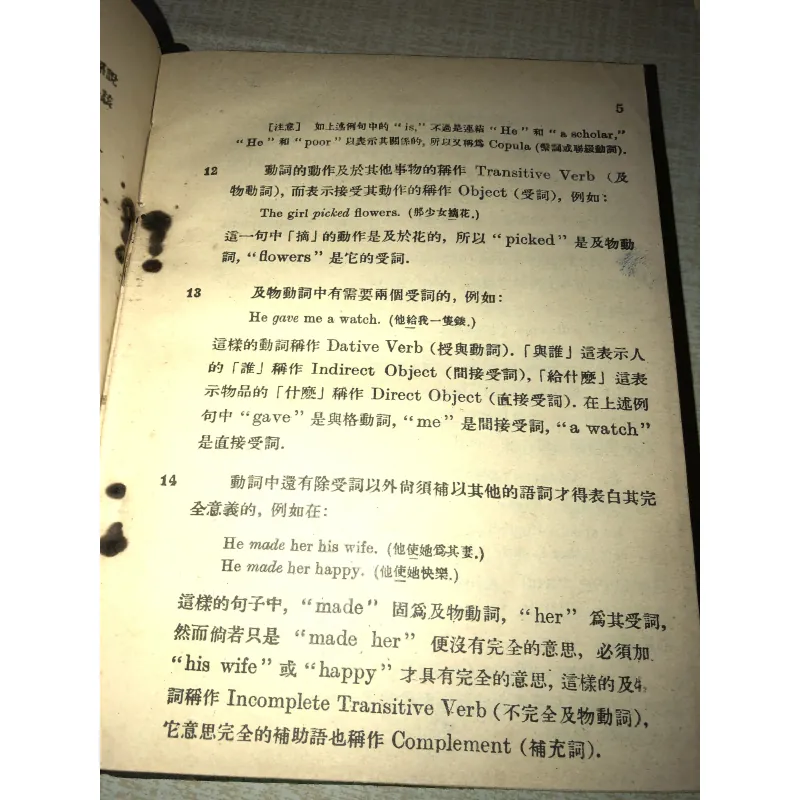 5
[注意] 如上述例句中的 “is,” 不過是連結 “He” 和 “a scholar,”
“He” 和 “poor” 以表示其關係的, 所以又稱爲 Copula (繫詞或聯綴動詞).
12 動詞的動作及於其他事物的稱作 Transitive Verb (及
物動詞), 而表示接受其動作的稱作 Object (受詞), 例如:
The girl picked flowers. (那少女摘花.)
這一句中「摘」的動作是及於花的, 所以 “picked” 是及物動
詞, “flowers” 是它的受詞.
13 及物動詞中有需要兩個受詞的, 例如:
He gave me a watch. (他給我一隻錶.)
這樣的動詞稱作 Dative Verb (授與動詞). 「與誰」這表示人
的「誰」稱作 Indirect Object (間接受詞), 「給什麽」這表
示物品的「什麽」稱作 Direct Object (直接受詞). 在上述例
句中 “gave” 是與格動詞, “me” 是間接受詞, “a watch”
是直接受詞.
14 動詞中還有除受詞以外尙須補以其他的語詞才得表白其完
全意義的, 例如在:
He made her his wife. (他使她爲其妻.)
He made her happy. (他使她快樂.)
這樣的句子中, “made” 固爲及物動詞, “her” 爲其受詞,
然而倘若只是 “made her” 便沒有完全的意思, 必須加
“his wife” 或 “happy” 才具有完全的意思, 這樣的及
詞稱作 Incomplete Transitive Verb (不完全及物動詞),
它意思完全的補助語也稱作 Complement (補充詞).